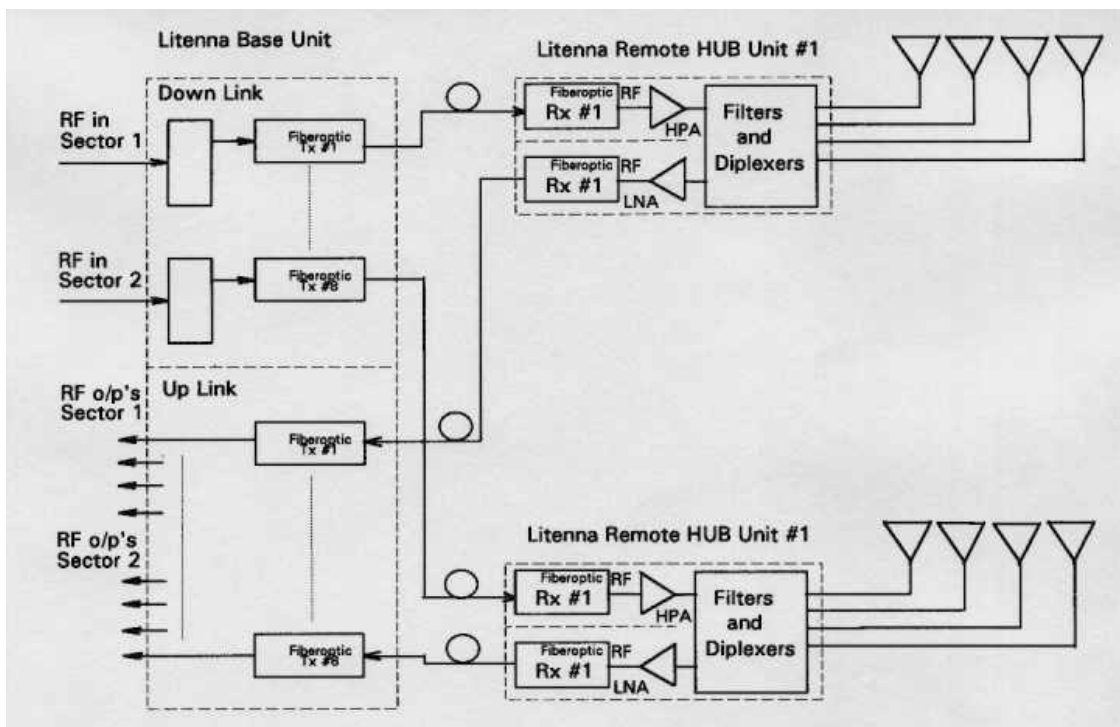 Litenna Base Unit
Litenna Remote HUB Unit #1
Down Link
RF in
Sector 1
Fiberoptic
Tx #1
Fiberoptic
Rx #1
RF
HPA
Filters
and
Diplexers
Fiberoptic
Rx #1
RF
LNA
RF in
Sector 2
Fiberoptic
Tx #8
RF o/p's
Sector 1
Up Link
Fiberoptic
Tx #1
RF o/p's
Sector 2
Litenna Remote HUB Unit #1
Fiberoptic
Rx #1
RF
HPA
Filters
and
Diplexers
Fiberoptic
Rx #1
RF
LNA
Fiberoptic
Tx #8